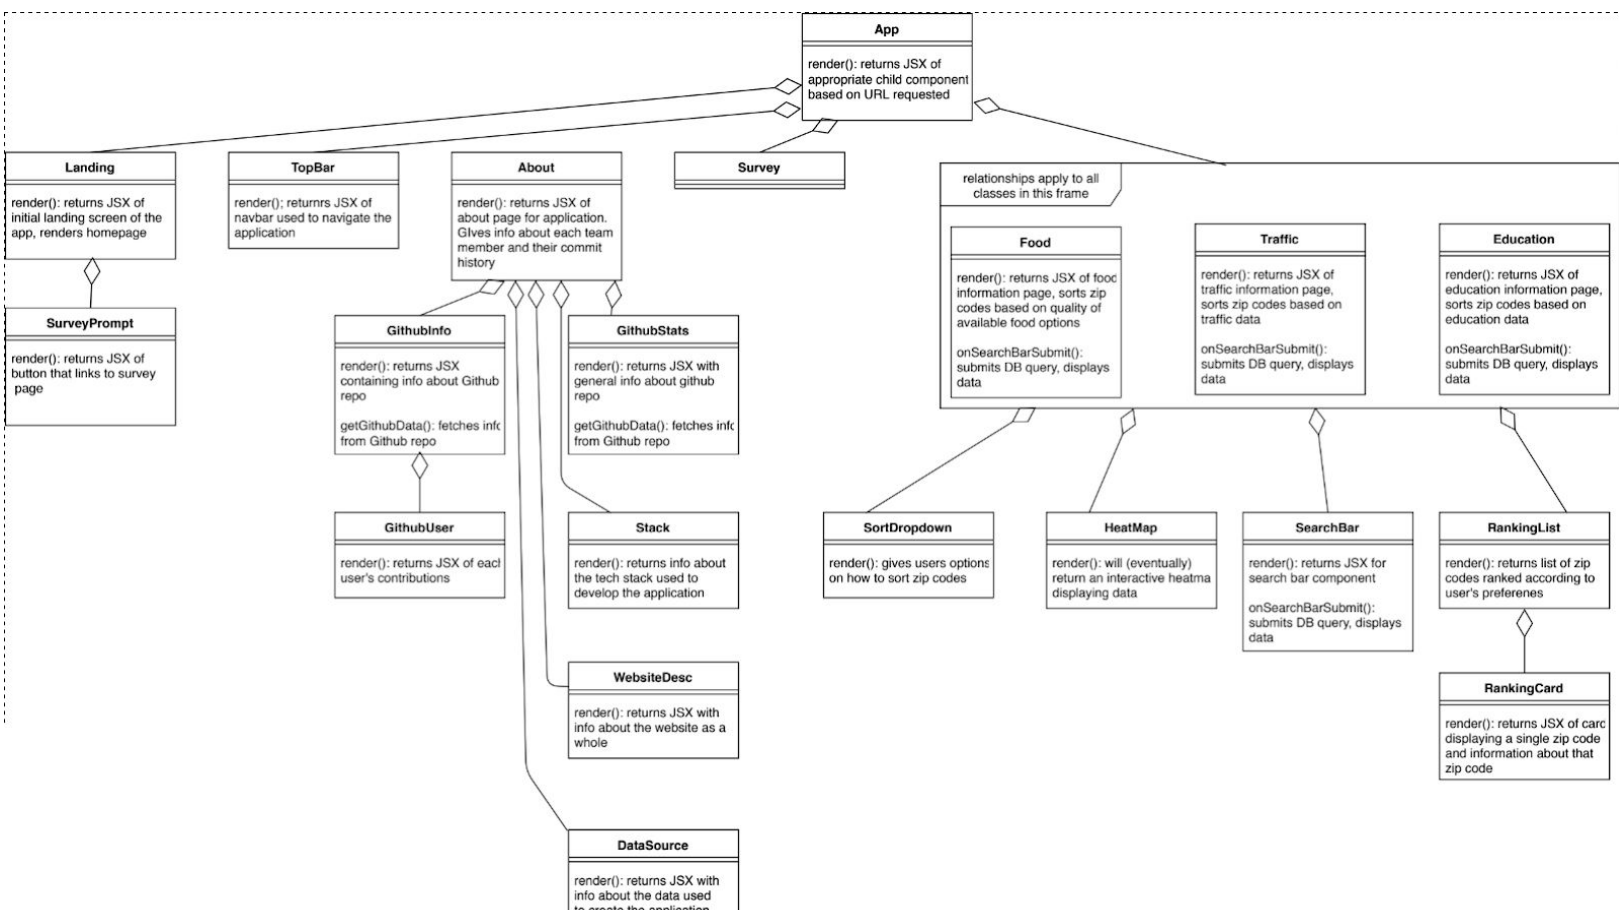 App
render(): returns JSX of
appropriate child component
based on URL requested
Landing
render(): returns JSX of
initial landing screen of the
app, renders homepage
TopBar
render(); returnrs JSX of
navbar used to navigate the
application
About
render(): returns JSX of
about page for application.
GIves info about each team
member and their commit
history
Survey
relationships apply to all
classes in this frame
Food
render(): returns JSX of food
information page, sorts zip
codes based on quality of
available food options
onSearchBarSubmit():
submits DB query, displays
data
Traffic
render(): returns JSX of
traffic information page,
sorts zip codes based on
traffic data
onSearchBarSubmit():
submits DB query, displays
data
Education
render(): returns JSX of
education information page,
sorts zip codes based on
education data
onSearchBarSubmit():
submits DB query, displays
data
SurveyPrompt
render(): returns JSX of
button that links to survey
page
GithubInfo
render(): returns JSX
containing info about Github
repo
getGithubData(): fetches info
from Github repo
GithubStats
render(): returns JSX with
general info about github
repo
getGithubData(): fetches info
from Github repo
GithubUser
render(): returns JSX of each
user's contributions
Stack
render(): returns info about
the tech stack used to
develop the application
SortDropdown
render(): gives users options
on how to sort zip codes
HeatMap
render(): will (eventually)
return an interactive heatma
displaying data
SearchBar
render(): returns JSX for
search bar component
onSearchBarSubmit():
submits DB query, displays
data
RankingList
render(): returns list of zip
codes ranked according to
user's preferenes
WebsiteDesc
render(): returns JSX with
info about the website as a
whole
RankingCard
render(): returns JSX of card
displaying a single zip code
and information about that
zip code
DataSource
render(): returns JSX with
info about the data used
to create the application